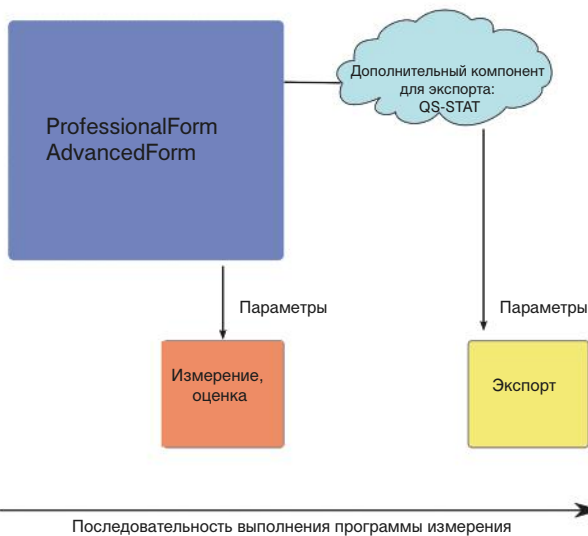 Дополнительный компонент
для экспорта:
QS-STAT
ProfessionalForm
AdvancedForm
Параметры
Параметры
Измерение,
оценка
Экспорт
Последовательность выполнения программы измерения